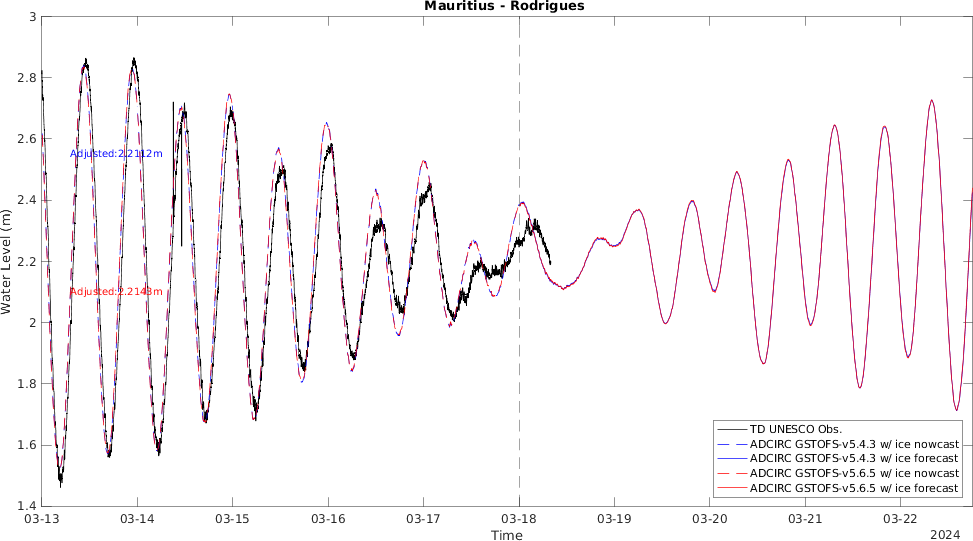 Mauritius - Rodrigues
Water Level (m)
3
2.8
2.6
2.4
2.2
2
1.8
1.6
1.4
Adjusted:2.2112m
Adjusted:2.2143m
TD UNESCO Obs.
ADCIRC GSTOFS-v5.4.3 w/ ice nowcast
ADCIRC GSTOFS-v5.4.3 w/ ice forecast
ADCIRC GSTOFS-v5.6.5 w/ ice nowcast
ADCIRC GSTOFS-v5.6.5 w/ ice forecast
03-13 03-14 03-15 03-16 03-17 03-18 03-19 03-20 03-21 03-22
Time
2024